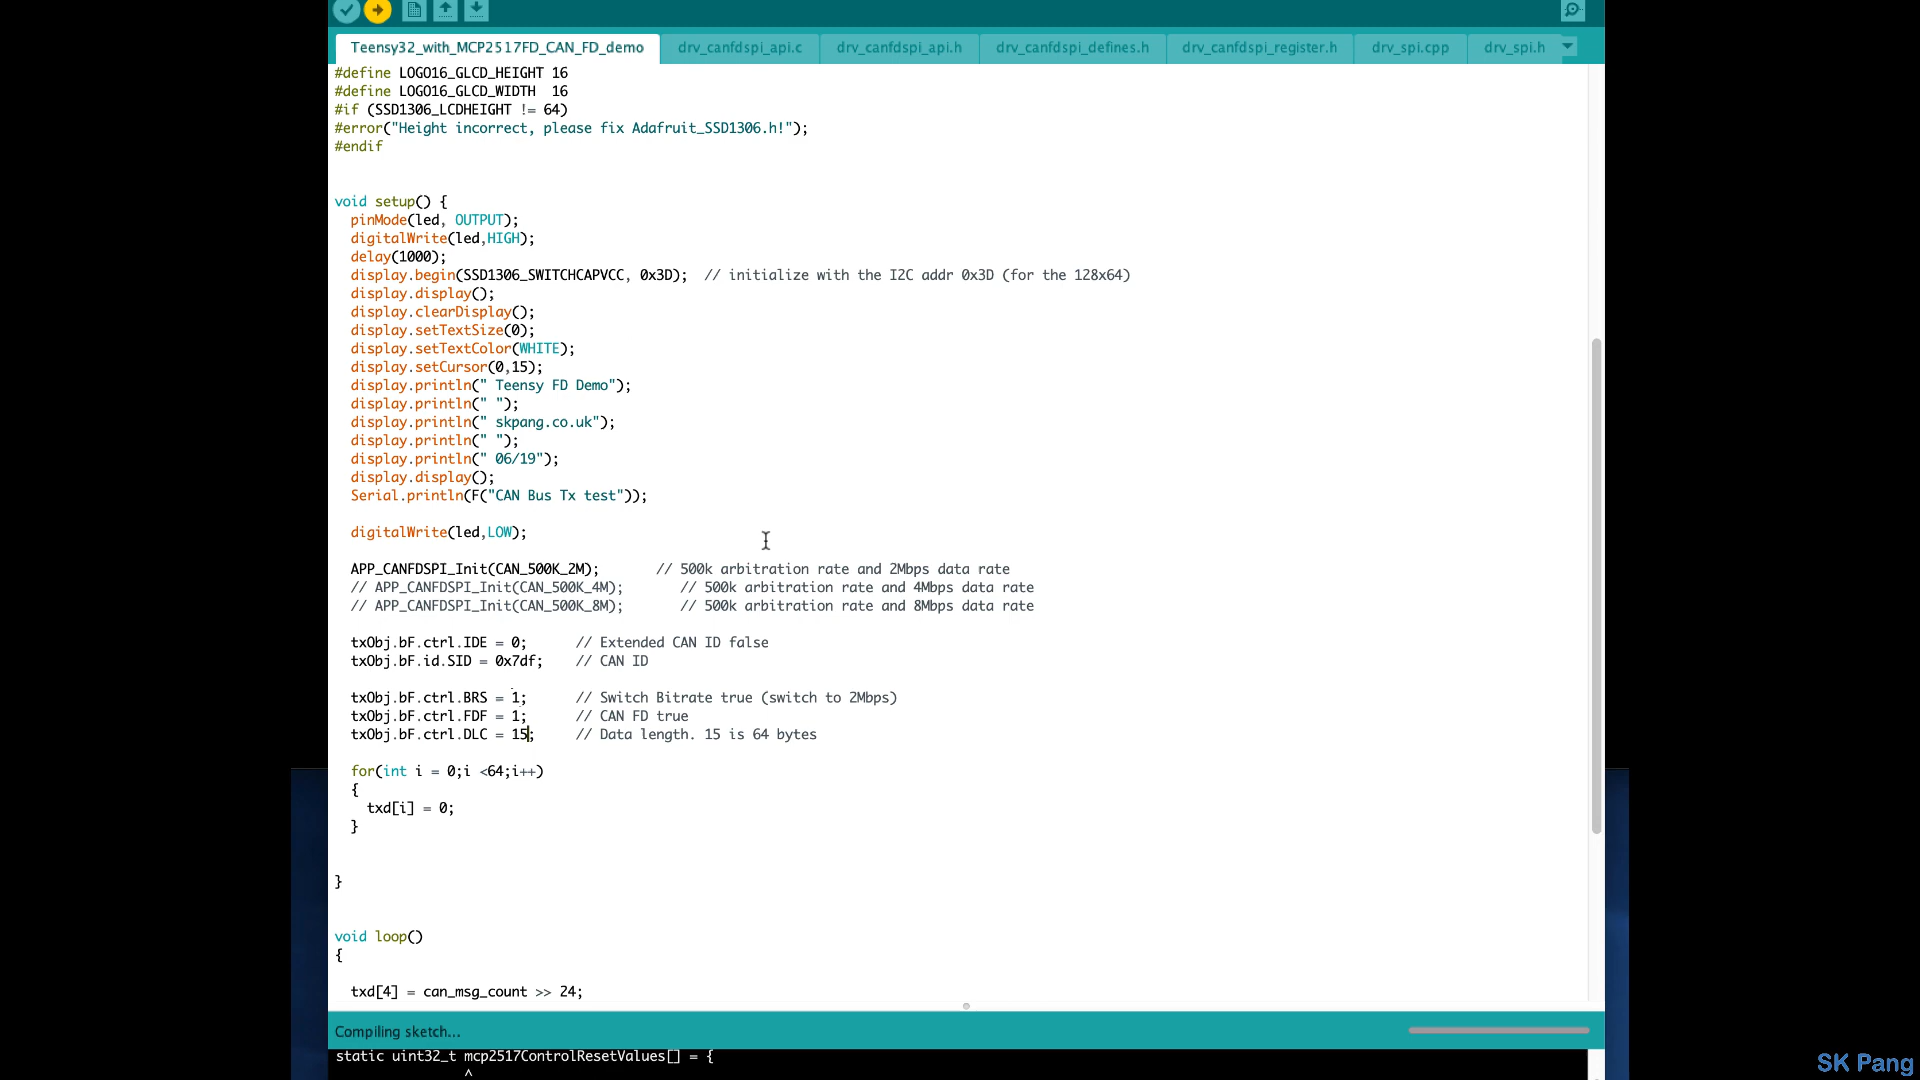 Teensy32_with_MCP2517FD_CAN_FD_demo drv_canfdspi_api.c drv_canfdspi_api.h drv_canfdspi_defines.h drv_canfdspi_register.h drv_spi.cpp drv_spi.h
#define LOGO16_GLCD_HEIGHT 16
#define LOGO16_GLCD_WIDTH  16
#if (SSD1306_LCDHEIGHT != 64)
#error("Height incorrect, please fix Adafruit_SSD1306.h!");
#endif
void setup() {
pinMode(led, OUTPUT);
digitalWrite(led,HIGH);
delay(1000);
display.begin(SSD1306_SWITCHCAPVCC, 0x3D);  // initialize with the I2C addr 0x3D (for the 128x64)
display.display();
display.clearDisplay();
display.setTextSize(0);
display.setTextColor(WHITE);
display.setCursor(0,15);
display.println(" Teensy FD Demo");
display.println(" ");
display.println(" skpang.co.uk");
display.println(" ");
display.println(" 06/19");
display.display();
Serial.println(F("CAN Bus Tx test"));
digitalWrite(led,LOW);
APP_CANFDSPI_Init(CAN_500K_2M);       // 500k arbitration rate and 2Mbps data rate
// APP_CANFDSPI_Init(CAN_500K_4M);       // 500k arbitration rate and 4Mbps data rate
// APP_CANFDSPI_Init(CAN_500K_8M);       // 500k arbitration rate and 8Mbps data rate
txObj.bF.ctrl.IDE = 0;      // Extended CAN ID false
txObj.bF.id.SID = 0x7df;    // CAN ID
txObj.bF.ctrl.BRS = 1;      // Switch Bitrate true (switch to 2Mbps)
txObj.bF.ctrl.FDF = 1;      // CAN FD true
txObj.bF.ctrl.DLC = 15;     // Data length. 15 is 64 bytes
for(int i = 0;i <64;i++)
{
txd[i] = 0;
}
}
void loop()
{
txd[4] = can_msg_count >> 24;
Compiling sketch...
static uint32_t mcp2517ControlResetValues[] = {
^
SK Pang